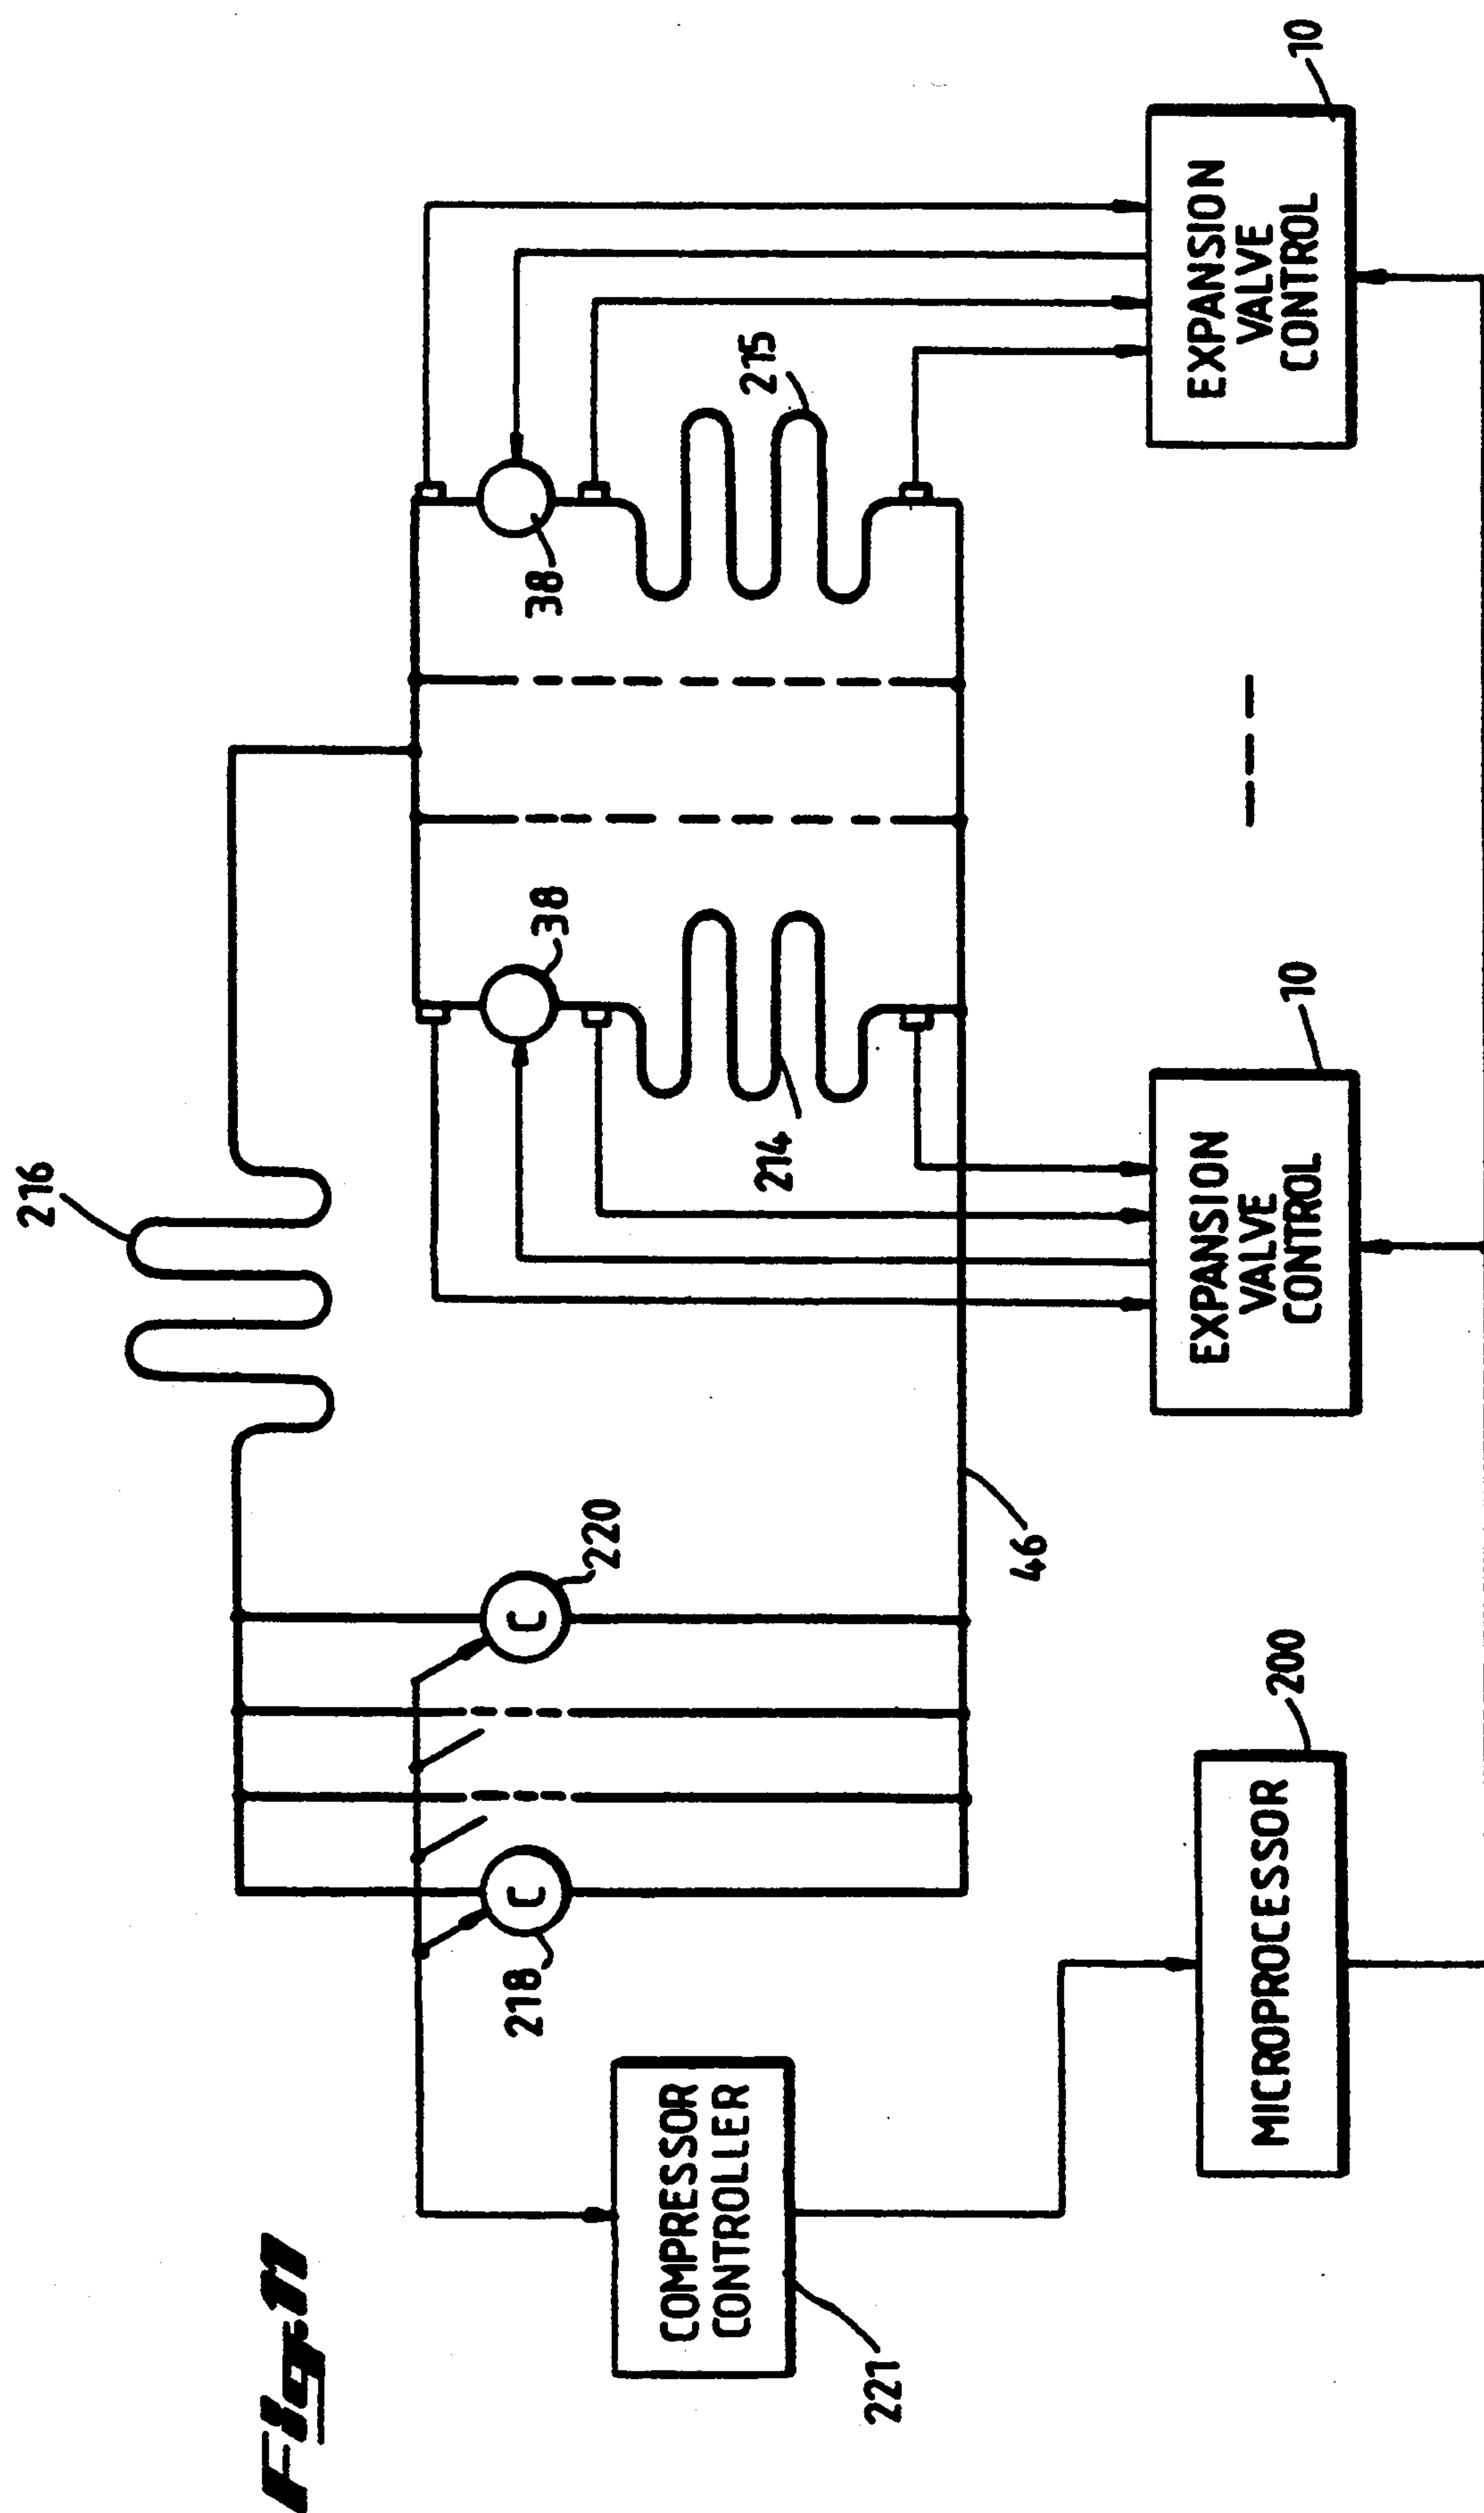 216
Fig. 11
218
220
38
38
COMPRESSOR
CONTROLLER
214
215
221
46
200
10
10
MICROPROCESSOR
EXPANSION
VALVE
CONTROL
EXPANSION
VALVE
CONTROL